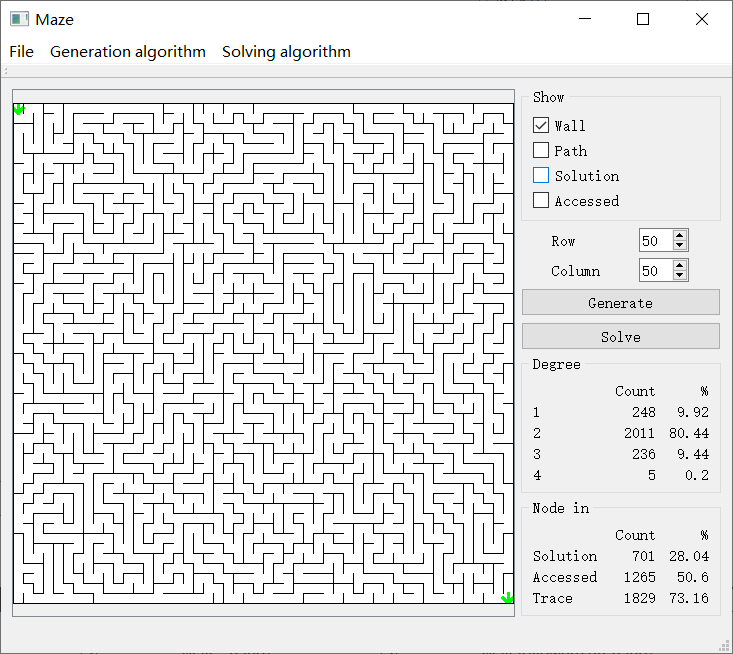 Maze
File Generation algorithm Solving algorithm
Show
Wall
Path
Solution
Accessed
Row 50
Column 50
Generate
Solve
Degree
Count %
1 248 9.92
2 2011 80.44
3 236 9.44
4 5 0.2
Node in
Count %
Solution 701 28.04
Accessed 1265 50.6
Trace 1829 73.16